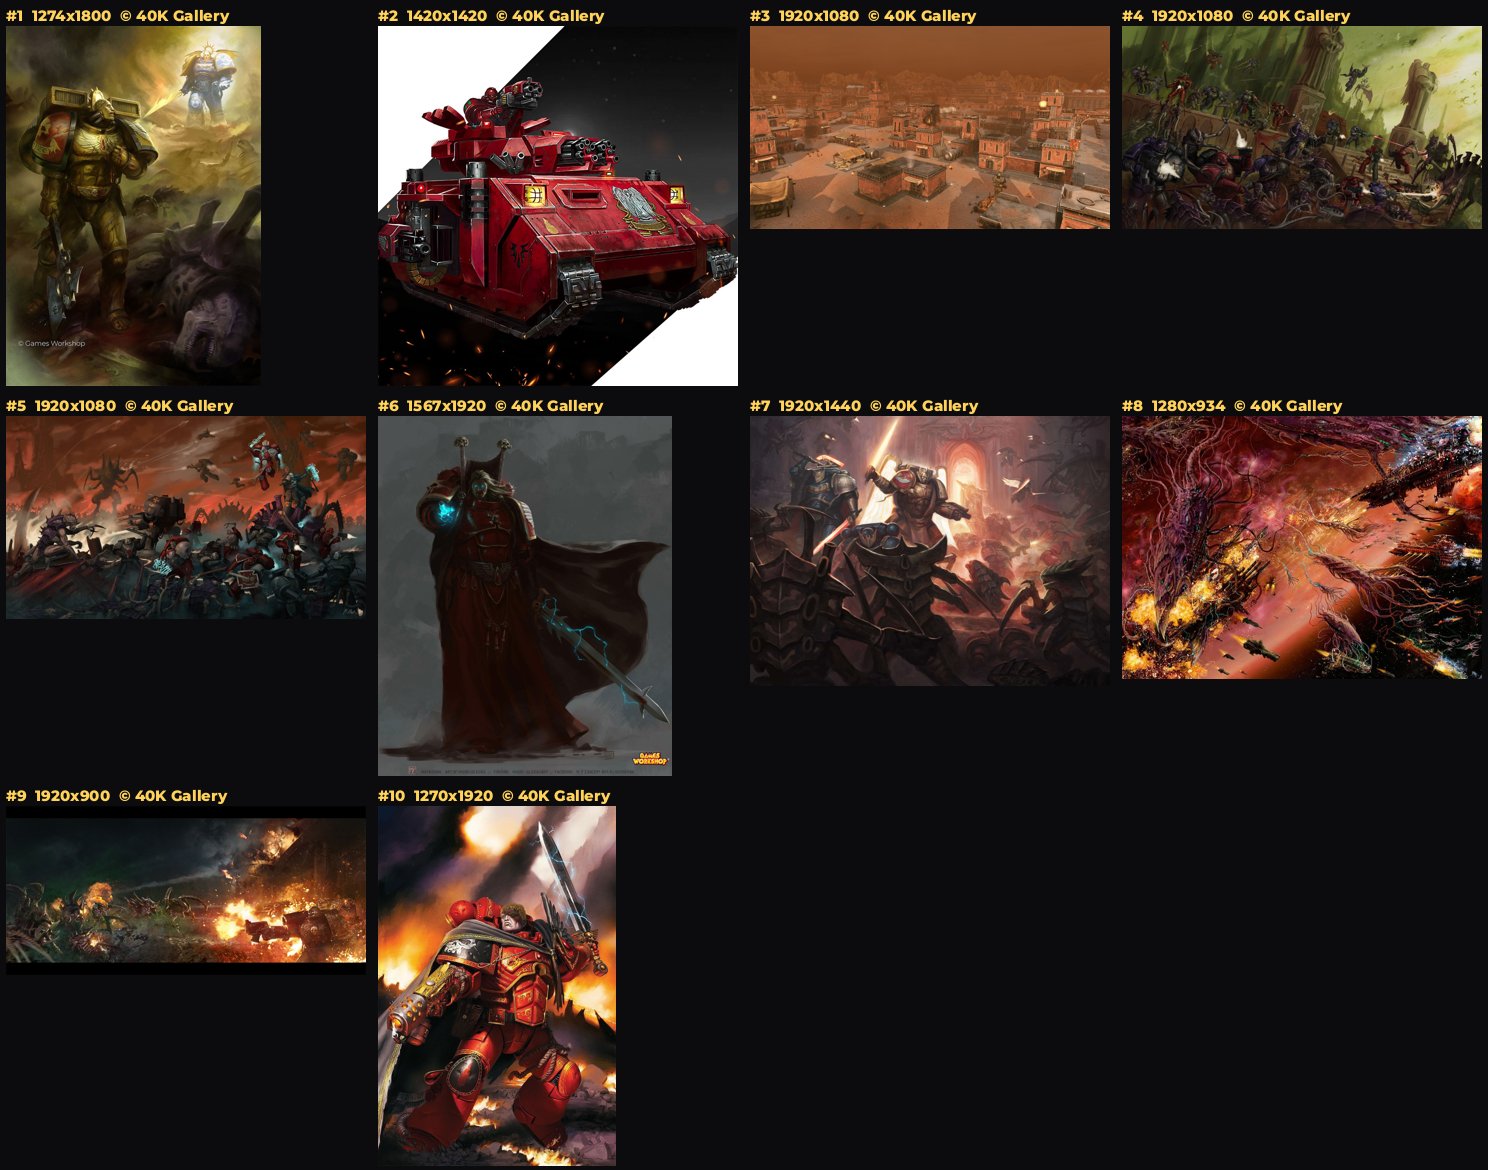 #1 1274x1800 © 40K Gallery
#2 1420x1420 © 40K Gallery
#3 1920x1080 © 40K Gallery
#4 1920x1080 © 40K Gallery
© Games Workshop
#5 1920x1080 © 40K Gallery
#6 1567x1920 © 40K Gallery
#7 1920x1440 © 40K Gallery
#8 1280x934 © 40K Gallery
GAMES
WORKSHOP
#9 1920x900 © 40K Gallery
#10 1270x1920 © 40K Gallery